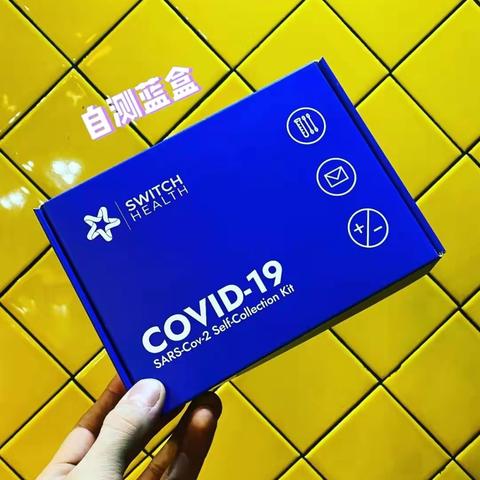 自测蓝盒
SWITCH
HEALTH
COVID-19
SARS-Cov-2 Self-Collection Kit